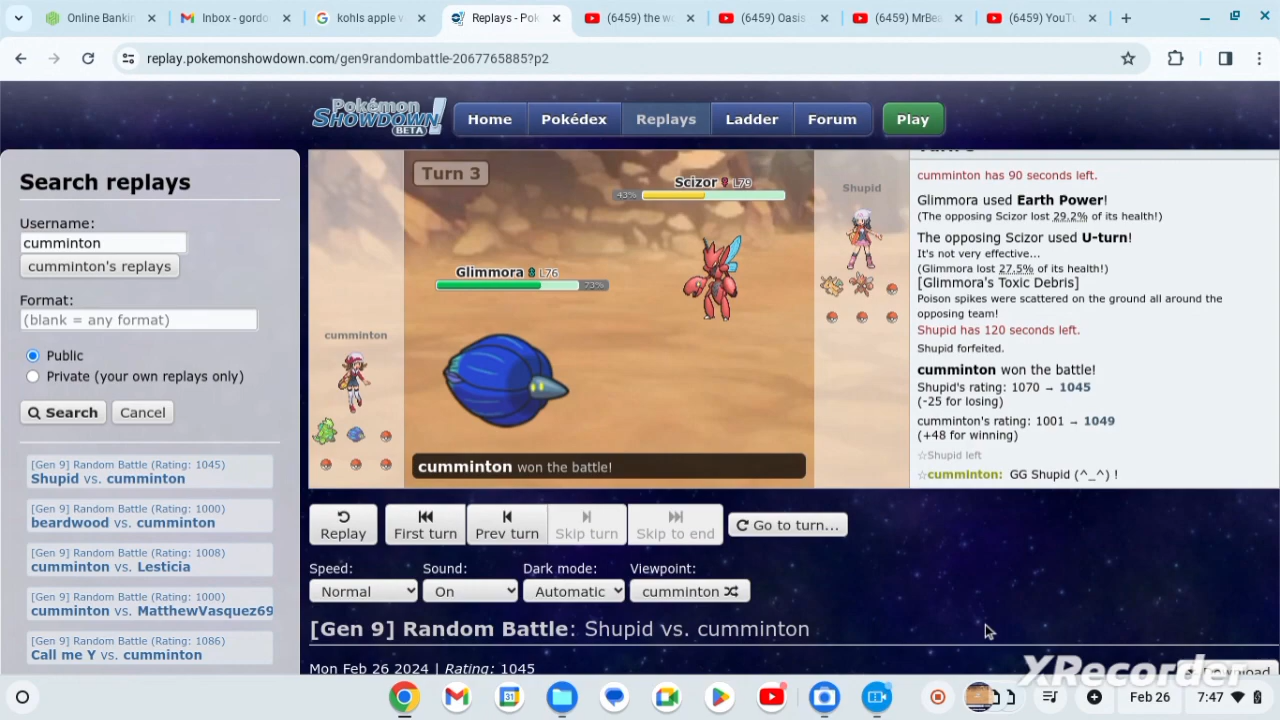 Online Bankin
Inbox - gordo
kohls apple v
Replays - Pok
(6459) the w
(6459) Oasis
(6459) MrBea
(6459) YouTu
replay.pokemonshowdown.com/gen9randombattle-2067765885?p2
Pokémon
SHOWDOWN!
BETA
Home
Pokédex
Replays
Ladder
Forum
Play
Search replays
Username:
cumminton
cumminton's replays
Format:
(blank = any format)
Public
Private (your own replays only)
Search
Cancel
[Gen 9] Random Battle (Rating: 1045)
Shupid vs. cumminton
[Gen 9] Random Battle (Rating: 1000)
beardwood vs. cumminton
[Gen 9] Random Battle (Rating: 1008)
cumminton vs. Lesticia
[Gen 9] Random Battle (Rating: 1000)
cumminton vs. MatthewVasquez69
[Gen 9] Random Battle (Rating: 1086)
Call me Y vs. cumminton
Turn 3
Scizor L79
43%
Glimmora L76
73%
cumminton
Shupid
cumminton won the battle!
cumminton has 90 seconds left.
Glimmora used Earth Power!
(The opposing Scizor lost 29.2% of its health!)
The opposing Scizor used U-turn!
It's not very effective...
(Glimmora lost 27.5% of its health!)
[Glimmora's Toxic Debris]
Poison spikes were scattered on the ground all around the
opposing team!
Shupid has 120 seconds left.
Shupid forfeited.
cumminton won the battle!
Shupid's rating: 1070 → 1045
(-25 for losing)
cumminton's rating: 1001 → 1049
(+48 for winning)
☆Shupid left
☆cumminton: GG Shupid (^_^) !
Replay
First turn
Prev turn
Skip turn
Skip to end
Go to turn...
Speed:
Sound:
Dark mode:
Viewpoint:
Normal
On
Automatic
cumminton
[Gen 9] Random Battle: Shupid vs. cumminton
Mon Feb 26 2024 | Rating: 1045
XRecorder
Feb 26
7:47